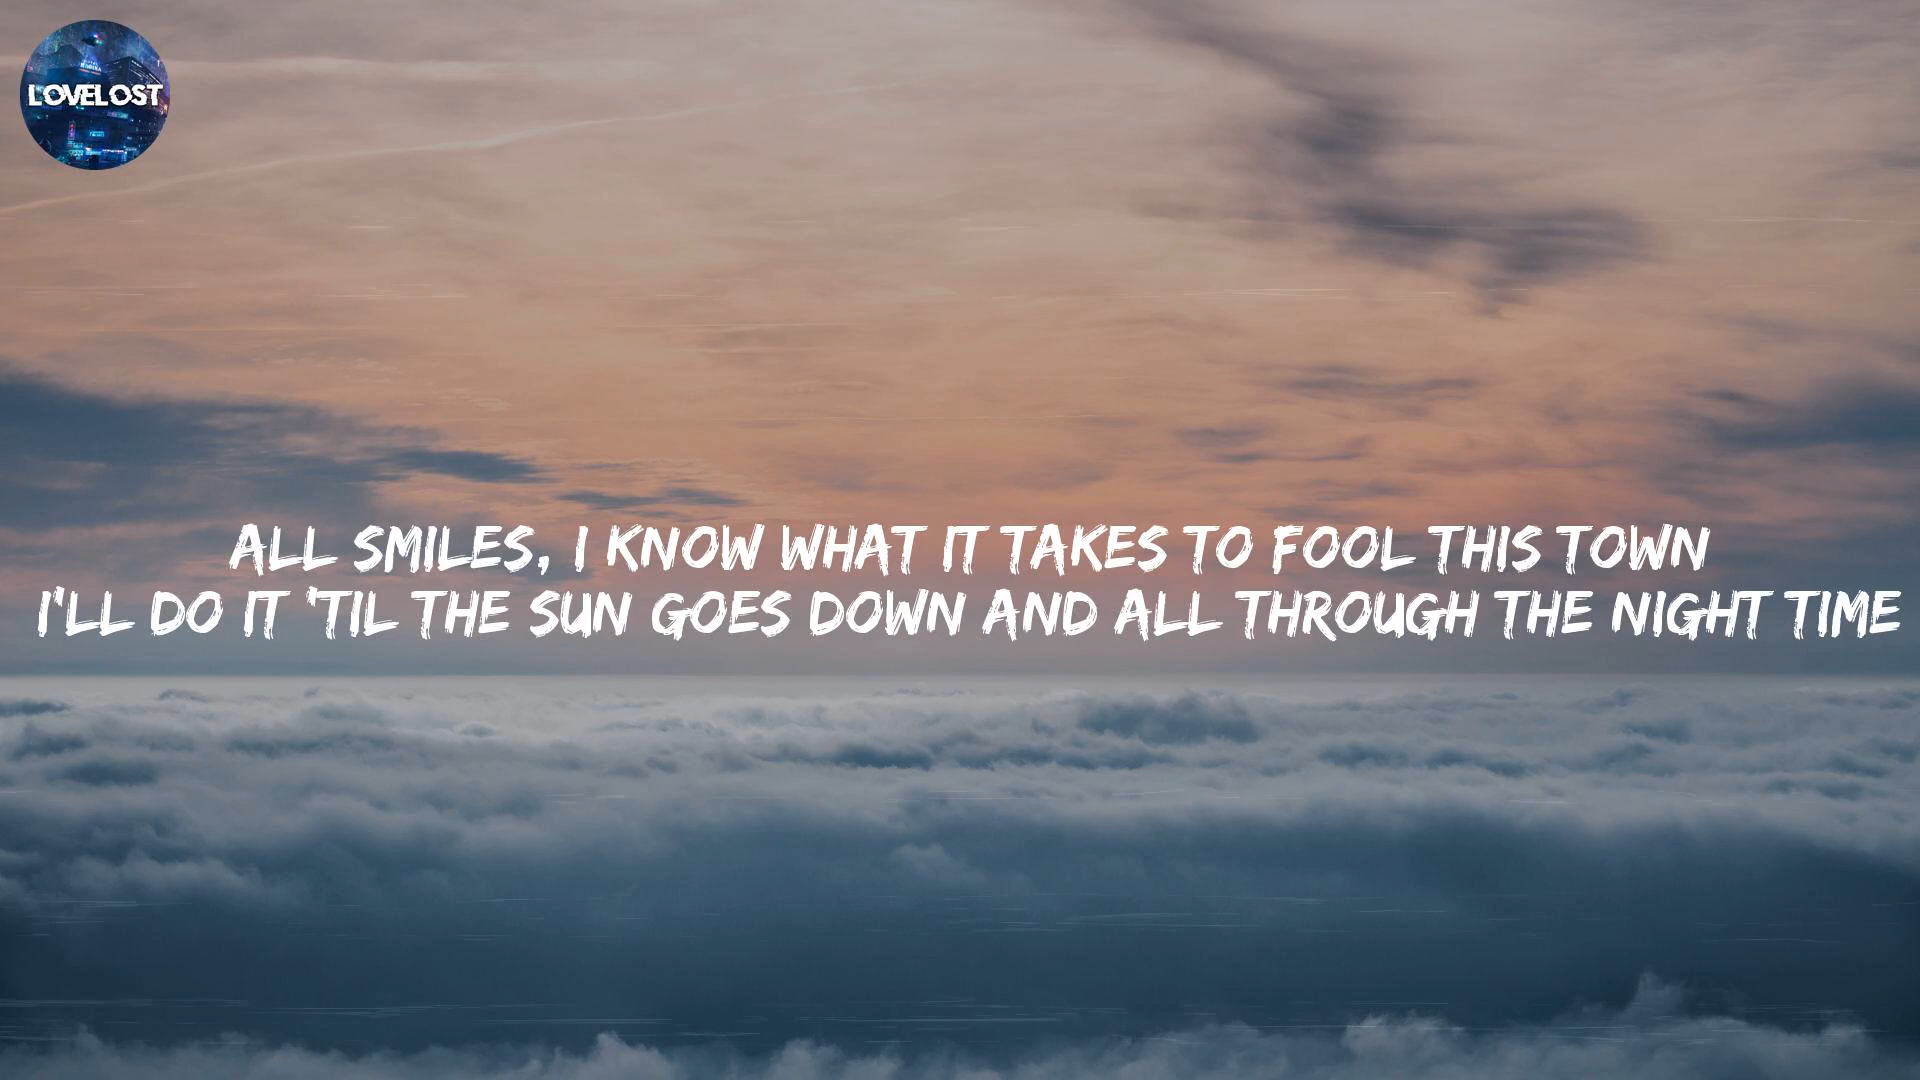 LOVELOST
ALL SMILES, I KNOW WHAT IT TAKES TO FOOL THIS TOWN
I'LL DO IT 'TIL THE SUN GOES DOWN AND ALL THROUGH THE NIGHT TIME